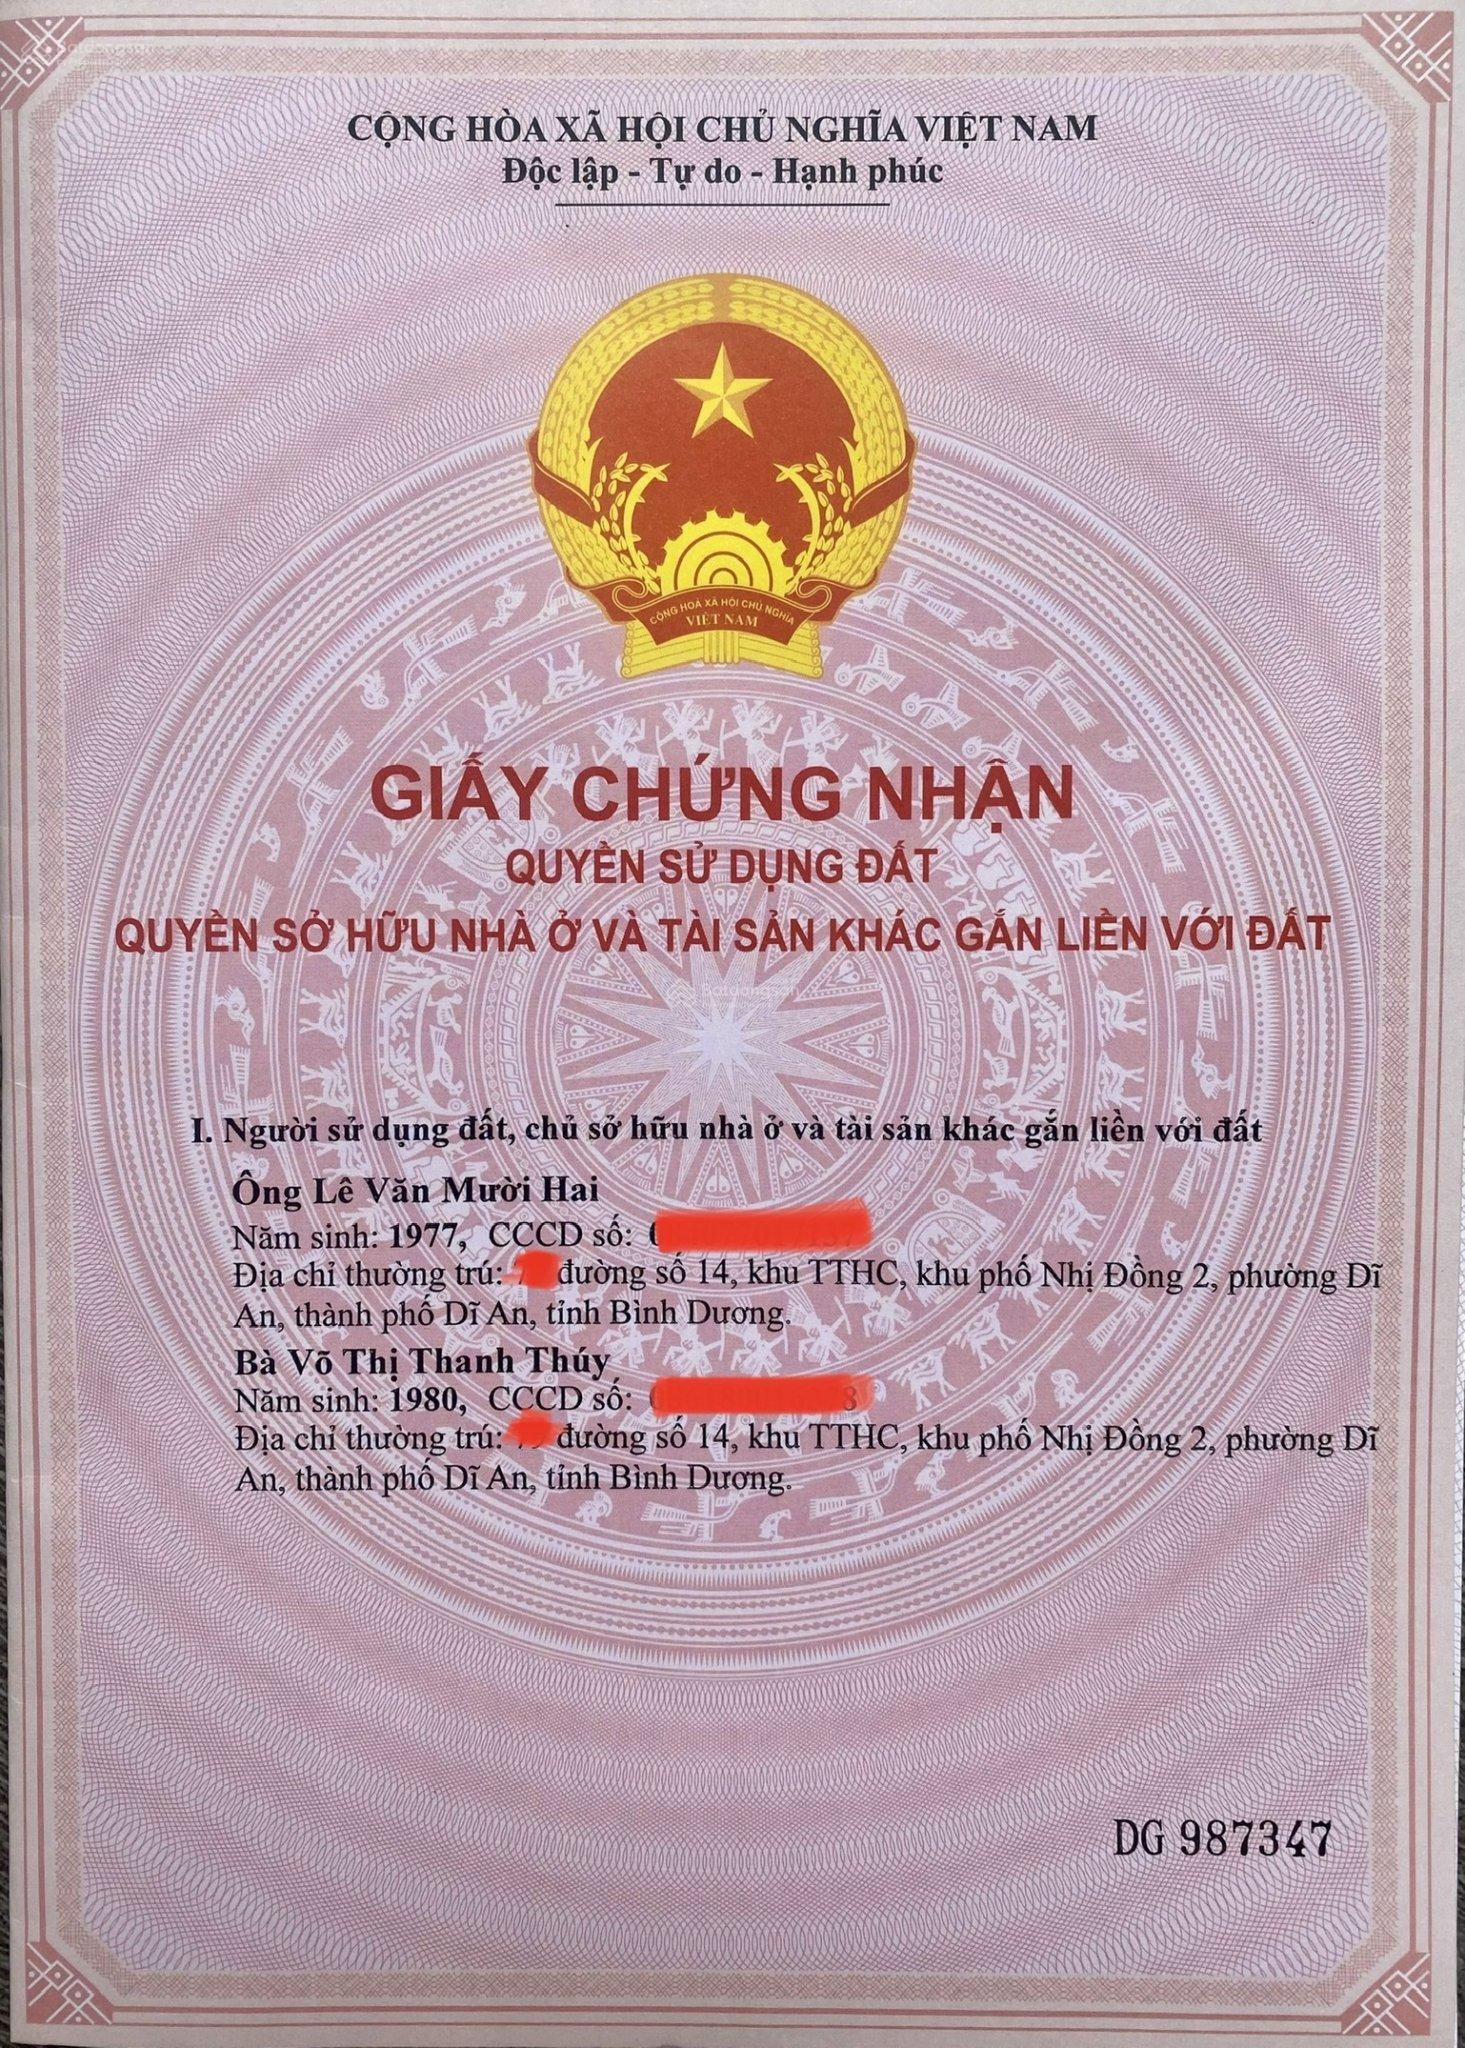 CỘNG HÒA XÃ HỘI CHỦ NGHĨA VIỆT NAM
Độc lập - Tự do - Hạnh phúc
CỘNG HOÀ XÃ HỘI CHỦ NGHĨA
VIỆT NAM
GIẤY CHỨNG NHẬN
QUYỀN SỬ DỤNG ĐẤT
QUYỀN SỞ HỮU NHÀ Ở VÀ TÀI SẢN KHÁC GẮN LIỀN VỚI ĐẤT
I. Người sử dụng đất, chủ sở hữu nhà ở và tài sản khác gắn liền với đất
Ông Lê Văn Mười Hai
Năm sinh: 1977, CCCD số:
Địa chỉ thường trú: đường số 14, khu TTHC, khu phố Nhị Đồng 2, phường Dĩ
An, thành phố Dĩ An, tỉnh Bình Dương.
Bà Võ Thị Thanh Thúy
Năm sinh: 1980, CCCD số:
Địa chỉ thường trú: đường số 14, khu TTHC, khu phố Nhị Đồng 2, phường Dĩ
An, thành phố Dĩ An, tỉnh Bình Dương.
DG 987347